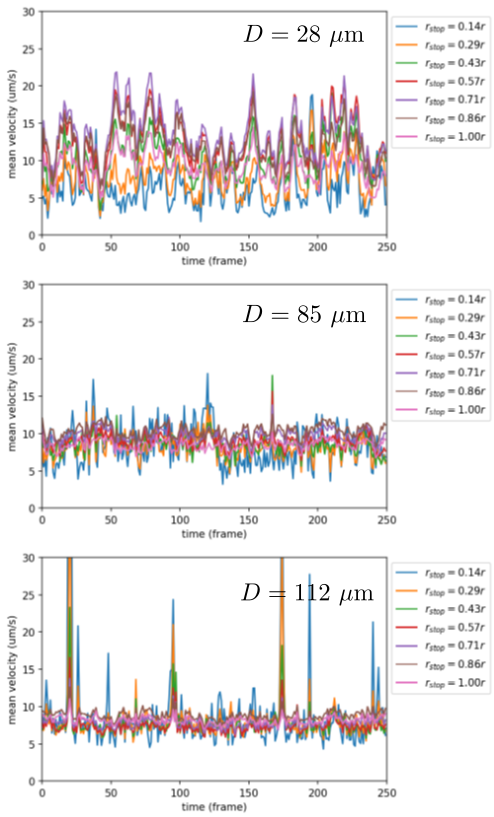 D = 28 μm
30
25
20
15
10
5
0
mean velocity (um/s)
0 50 100 150 200 250
time (frame)
r_stop = 0.14r
r_stop = 0.29r
r_stop = 0.43r
r_stop = 0.57r
r_stop = 0.71r
r_stop = 0.86r
r_stop = 1.00r
D = 85 μm
30
25
20
15
10
5
0
mean velocity (um/s)
0 50 100 150 200 250
time (frame)
r_stop = 0.14r
r_stop = 0.29r
r_stop = 0.43r
r_stop = 0.57r
r_stop = 0.71r
r_stop = 0.86r
r_stop = 1.00r
D = 112 μm
30
25
20
15
10
5
0
mean velocity (um/s)
0 50 100 150 200 250
time (frame)
r_stop = 0.14r
r_stop = 0.29r
r_stop = 0.43r
r_stop = 0.57r
r_stop = 0.71r
r_stop = 0.86r
r_stop = 1.00r